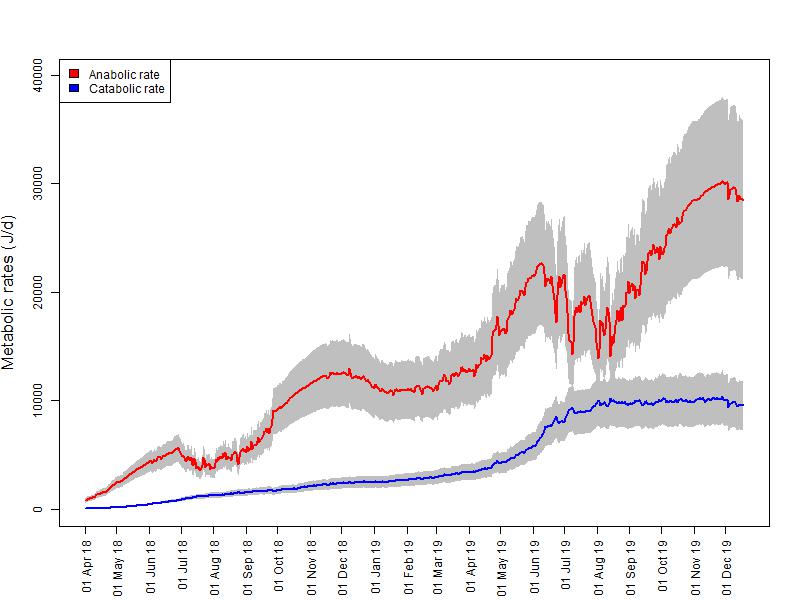 Anabolic rate
Catabolic rate
Metabolic rates (J/d)
40000
30000
20000
10000
0
01 Apr 18
01 May 18
01 Jun 18
01 Jul 18
01 Aug 18
01 Sep 18
01 Oct 18
01 Nov 18
01 Dec 18
01 Jan 19
01 Feb 19
01 Mar 19
01 Apr 19
01 May 19
01 Jun 19
01 Jul 19
01 Aug 19
01 Sep 19
01 Oct 19
01 Nov 19
01 Dec 19